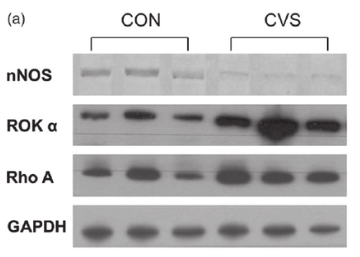 (a)
CON CVS
nNOS
ROK α
Rho A
GAPDH